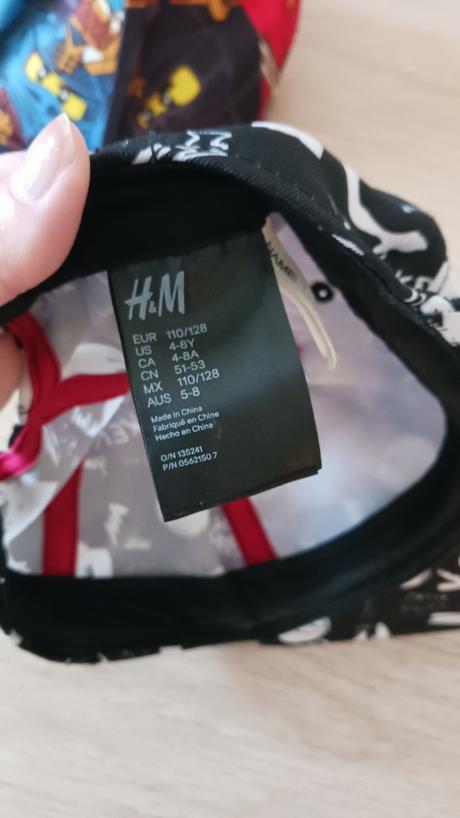 NAME
H&M
EUR 110/128
US 4-8Y
CA 4-8A
CN 51-53
MX 110/128
AUS 5-8
Made in China
Fabriqué en Chine
Hecho en China
O/N 135241
P/N 0562150 7